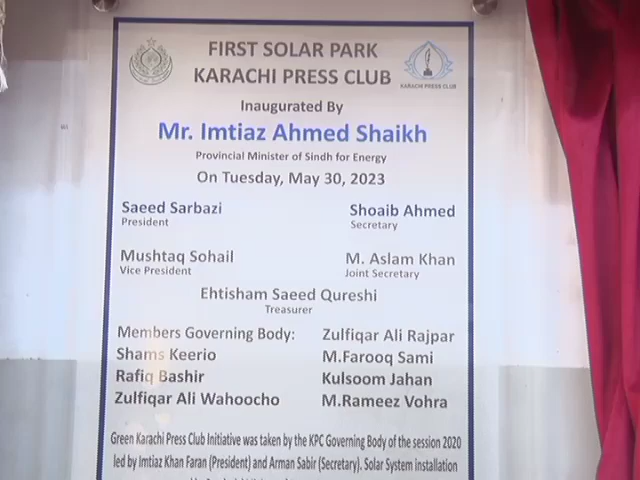 FIRST SOLAR PARK
KARACHI PRESS CLUB
KARACHI PRESS CLUB
Inaugurated By
Mr. Imtiaz Ahmed Shaikh
Provincial Minister of Sindh for Energy
On Tuesday, May 30, 2023
Saeed Sarbazi Shoaib Ahmed
President Secretary
Mushtaq Sohail M. Aslam Khan
Vice President Joint Secretary
Ehtisham Saeed Qureshi
Treasurer
Members Governing Body: Zulfiqar Ali Rajpar
Shams Keerio M.Farooq Sami
Rafiq Bashir Kulsoom Jahan
Zulfiqar Ali Wahoocho M.Rameez Vohra
Green Karachi Press Club Initiative was taken by the KPC Governing Body of the session 2020
led by Imtiaz Khan Faran (President) and Arman Sabir (Secretary). Solar System installation